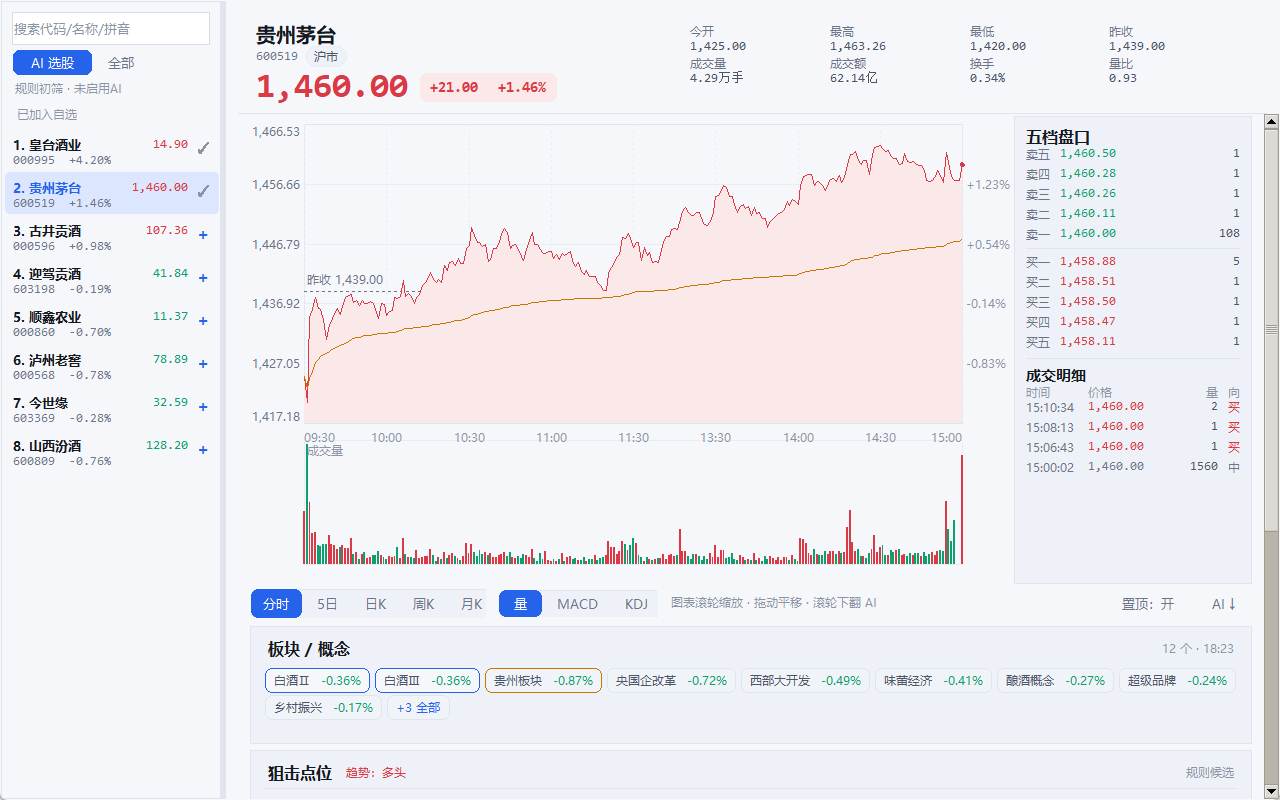 搜索代码/名称/拼音
AI 选股 全部
规则初筛 · 未启用AI
已加入自选
1. 皇台酒业 14.90
000995 +4.20%
2. 贵州茅台 1,460.00
600519 +1.46%
3. 古井贡酒 107.36
000596 +0.98%
4. 迎驾贡酒 41.84
603198 -0.19%
5. 顺鑫农业 11.37
000860 -0.70%
6. 泸州老窖 78.89
000568 -0.78%
7. 今世缘 32.59
603369 -0.28%
8. 山西汾酒 128.20
600809 -0.76%
贵州茅台
600519 沪市
1,460.00 +21.00 +1.46%
今开 最高 最低 昨收
1,425.00 1,463.26 1,420.00 1,439.00
成交量 成交额 换手 量比
4.29万手 62.14亿 0.34% 0.93
1,466.53
1,456.66 +1.23%
1,446.79 +0.54%
昨收 1,439.00
1,436.92 -0.14%
1,427.05 -0.83%
1,417.18
09:30 10:00 10:30 11:00 11:30 13:30 14:00 14:30 15:00
成交量
五档盘口
卖五 1,460.50 1
卖四 1,460.28 1
卖三 1,460.26 1
卖二 1,460.11 1
卖一 1,460.00 108
买一 1,458.88 5
买二 1,458.51 1
买三 1,458.50 1
买四 1,458.47 1
买五 1,458.11 1
成交明细
时间 价格 量 向
15:10:34 1,460.00 2 买
15:08:13 1,460.00 1 买
15:06:43 1,460.00 1 买
15:00:02 1,460.00 1560 中
分时 5日 日K 周K 月K 量 MACD KDJ 图表滚轮缩放 · 拖动平移 · 滚轮下翻 AI 置顶: 开 AI↓
板块 / 概念 12 个 · 18:23
白酒Ⅱ -0.36% 白酒Ⅲ -0.36% 贵州板块 -0.87% 央国企改革 -0.72% 西部大开发 -0.49% 味菌经济 -0.41% 酿酒概念 -0.27% 超级品牌 -0.24%
乡村振兴 -0.17% +3 全部
狙击点位 趋势: 多头 规则候选